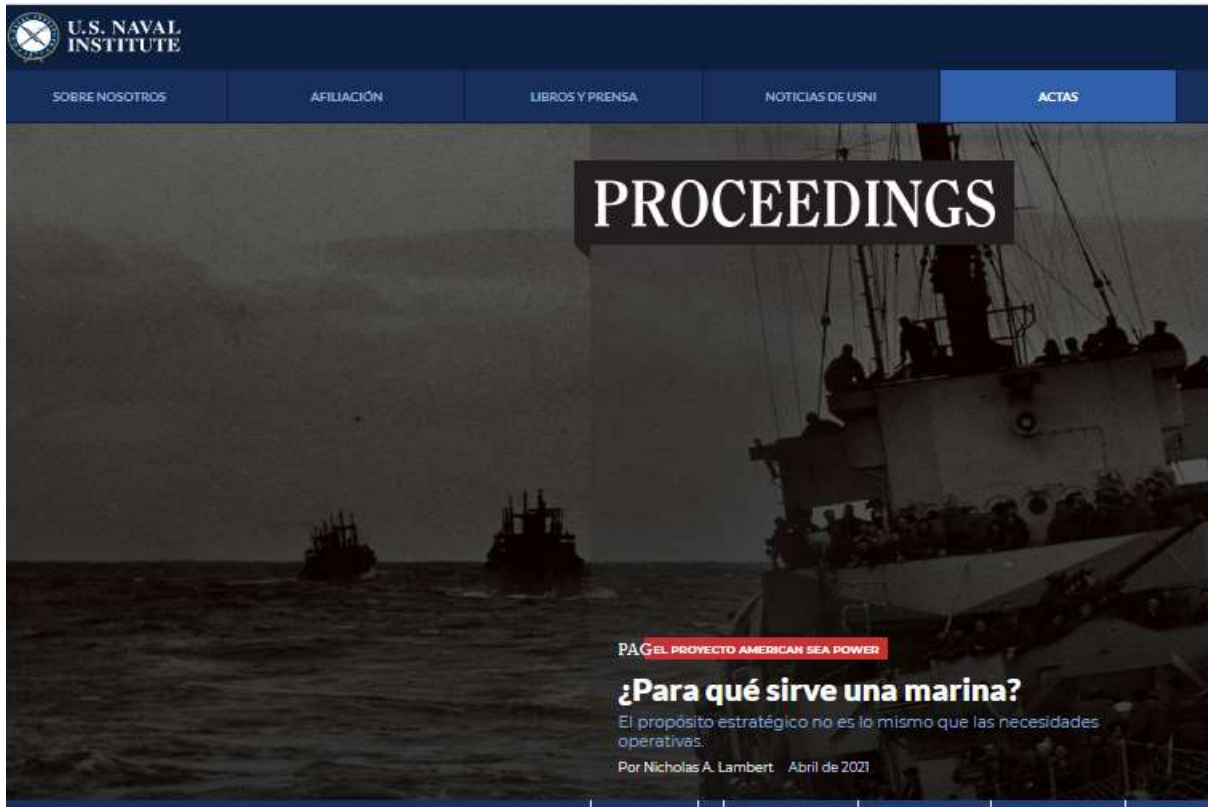 U.S. NAVAL
INSTITUTE
SOBRE NOSOTROS
AFILIACIÓN
LIBROS Y PRENSA
NOTICIAS DE USNI
ACTAS
PROCEEDINGS
PAG EL PROYECTO AMERICAN SEA POWER
¿Para qué sirve una marina?
El propósito estratégico no es lo mismo que las necesidades
operativas.
Por Nicholas A. Lambert Abril de 2021